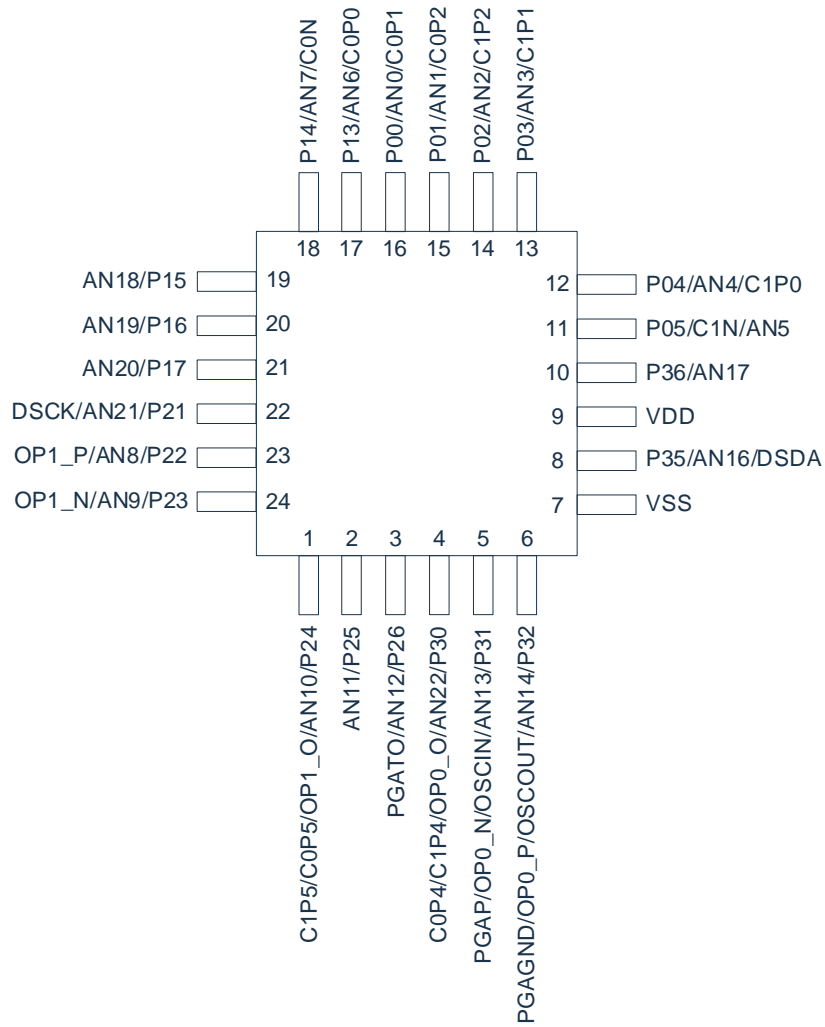 P14/AN7/C0N
P13/AN6/C0P0
P00/AN0/C0P1
P01/AN1/C0P2
P02/AN2/C1P2
P03/AN3/C1P1
18 17 16 15 14 13
AN18/P15 19
AN19/P16 20
AN20/P17 21
DSCK/AN21/P21 22
OP1_P/AN8/P22 23
OP1_N/AN9/P23 24
12 P04/AN4/C1P0
11 P05/C1N/AN5
10 P36/AN17
9 VDD
8 P35/AN16/DSDA
7 VSS
1 2 3 4 5 6
C1P5/C0P5/OP1_O/AN10/P24
AN11/P25
PGATO/AN12/P26
C0P4/C1P4/OP0_O/AN22/P30
PGAP/OP0_N/OSCIN/AN13/P31
PGAGND/OP0_P/OSCOUT/AN14/P32